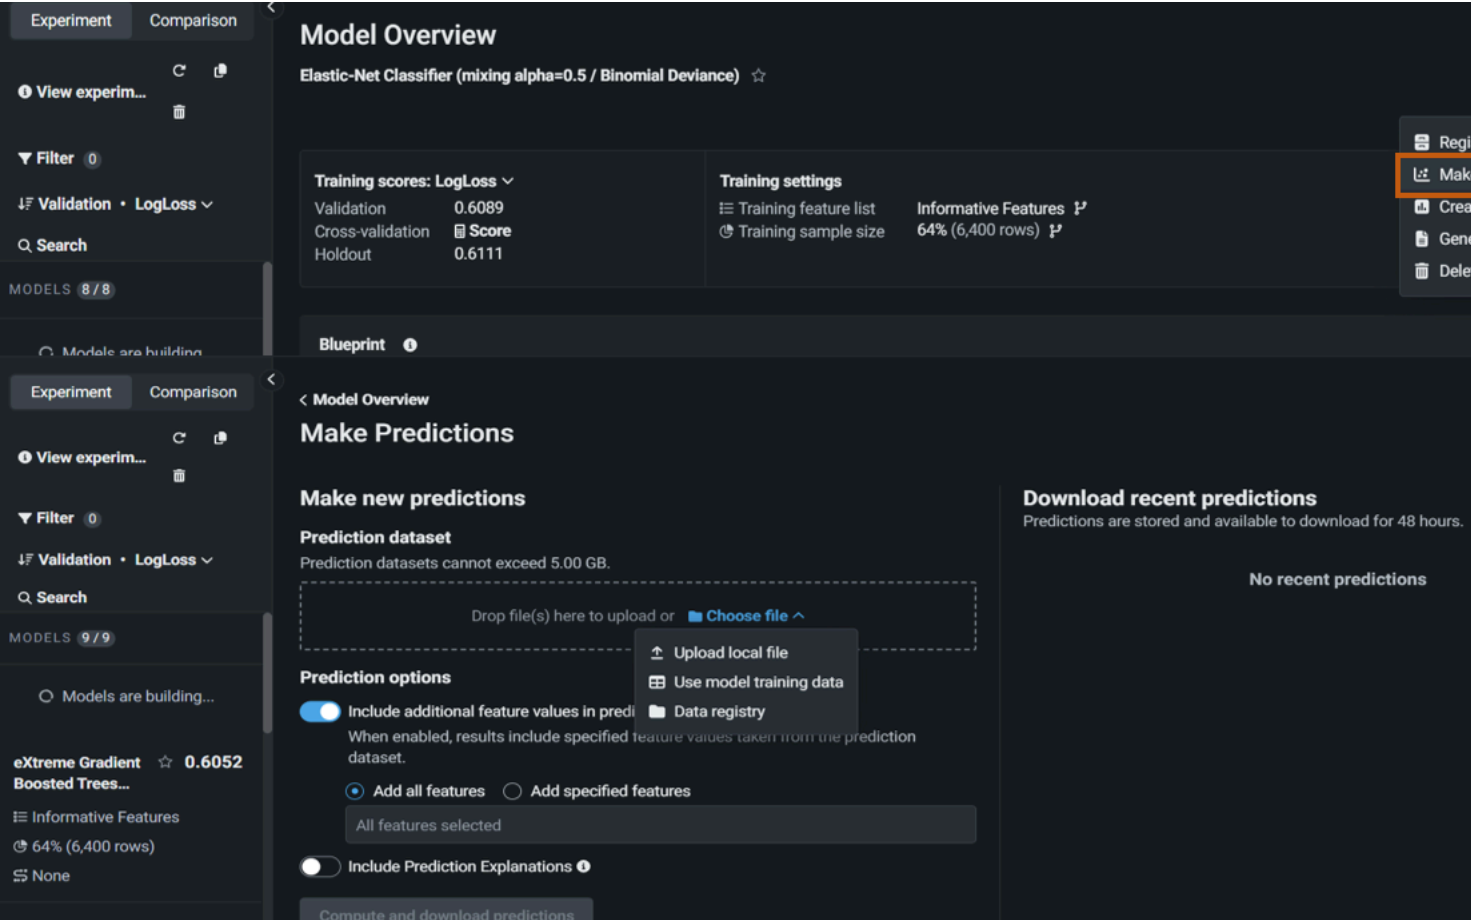 Experiment Comparison
View experim...
Filter 0
Validation • LogLoss
Search
MODELS 8/8
Models are building
Model Overview
Elastic-Net Classifier (mixing alpha=0.5 / Binomial Deviance)
Training scores: LogLoss
Validation 0.6089
Cross-validation Score
Holdout 0.6111
Training settings
Training feature list Informative Features
Training sample size 64% (6,400 rows)
Regi
Mak
Crea
Gene
Dele
Blueprint
Experiment Comparison
View experim...
Filter 0
Validation • LogLoss
Search
MODELS 9/9
Models are building...
eXtreme Gradient 0.6052
Boosted Trees...
Informative Features
64% (6,400 rows)
None
< Model Overview
Make Predictions
Make new predictions
Prediction dataset
Prediction datasets cannot exceed 5.00 GB.
Drop file(s) here to upload or Choose file
Upload local file
Use model training data
Data registry
Prediction options
Include additional feature values in predi
When enabled, results include specified feature values taken from the prediction
dataset.
Add all features Add specified features
All features selected
Include Prediction Explanations
Compute and download predictions
Download recent predictions
Predictions are stored and available to download for 48 hours.
No recent predictions